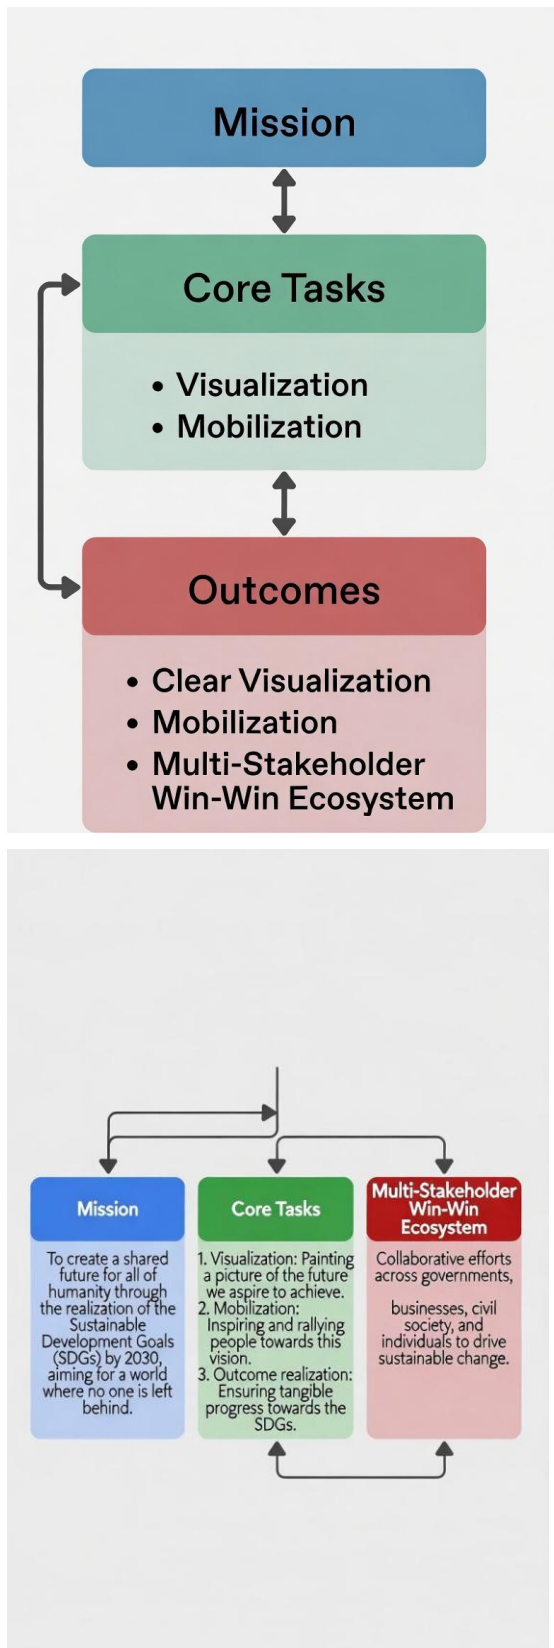 Mission
Core Tasks
• Visualization
• Mobilization
Outcomes
• Clear Visualization
• Mobilization
• Multi-Stakeholder
Win-Win Ecosystem
Mission
To create a shared
future for all of
humanity through
the realization of the
Sustainable
Development Goals
(SDGs) by 2030,
aiming for a world
where no one is left
behind.
Core Tasks
1. Visualization: Painting
a picture of the future
we aspire to achieve.
2. Mobilization:
Inspiring and rallying
people towards this
vision.
3. Outcome realization:
Ensuring tangible
progress towards the
SDGs.
Multi-Stakeholder
Win-Win
Ecosystem
Collaborative efforts
across governments,
businesses, civil
society, and
individuals to drive
sustainable change.